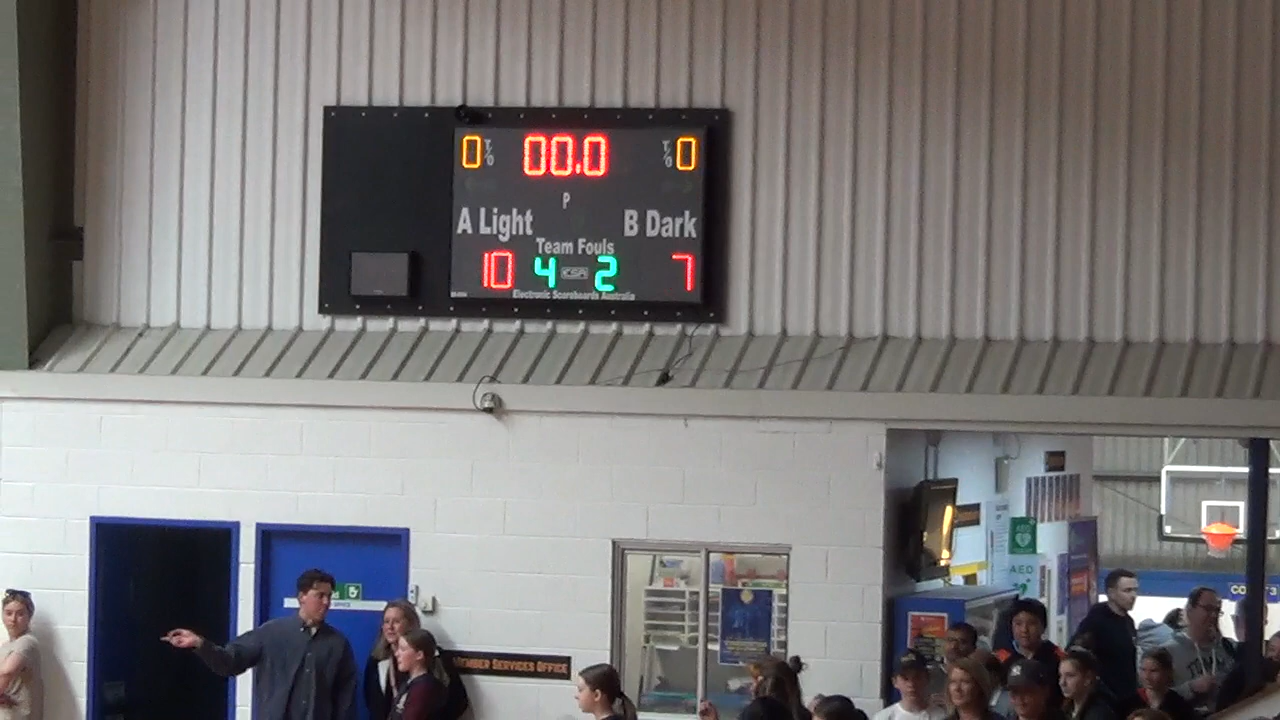 0 T/O 00.0 T/O 0
P
A Light B Dark
Team Fouls
10 4 ESA 2 7
Electronic Scoreboards Australia
AED
AED
MEMBER SERVICES OFFICE